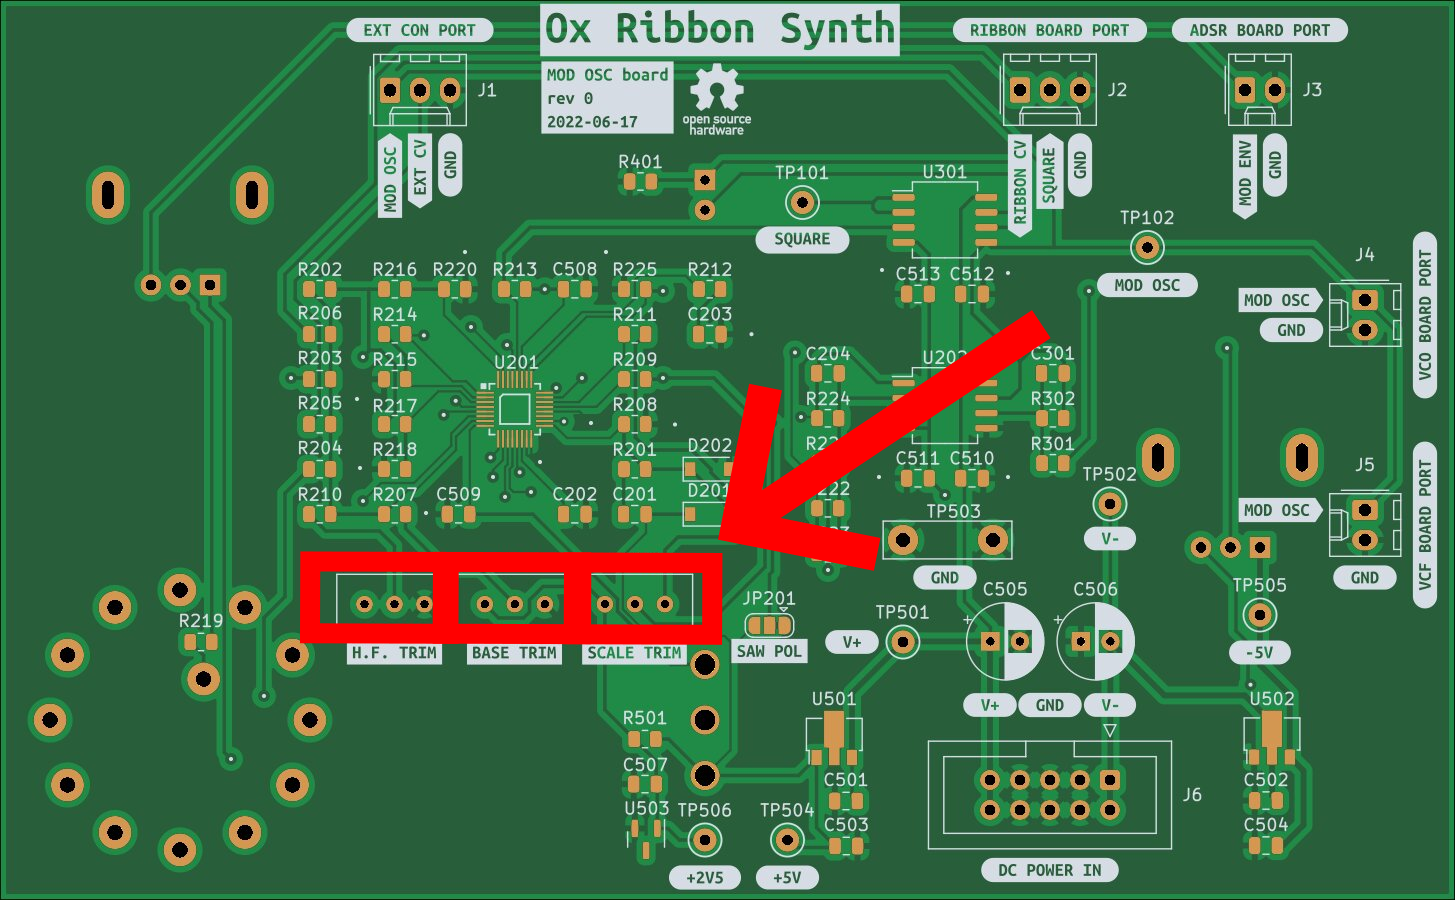 EXT CON PORT
Ox Ribbon Synth
RIBBON BOARD PORT
ADSR BOARD PORT
MOD OSC board
rev 0
2022-06-17
open source
hardware
J1
J2
J3
MOD OSC
EXT CV
GND
RIBBON CV
SQUARE
GND
MOD ENV
GND
R401
TP101
U301
SQUARE
TP102
MOD OSC
J4
MOD OSC
GND
VCO BOARD PORT
R202
R216
R220
R213
C508
R225
R212
C513
C512
R206
R214
R211
C203
R203
R215
U201
R209
C204
U202
C301
R205
R217
R208
R224
R302
R204
R218
R201
D202
R301
R210
R207
C509
C202
C201
D201
C511
C510
TP503
GND
TP502
V-
J5
MOD OSC
GND
VCF BOARD PORT
H.F. TRIM
BASE TRIM
SCALE TRIM
JP201
SAW POL
TP501
V+
C505
C506
V+
GND
V-
TP505
-5V
R219
R501
C507
U503
TP506
+2V5
TP504
+5V
U501
C501
C503
J6
DC POWER IN
U502
C502
C504